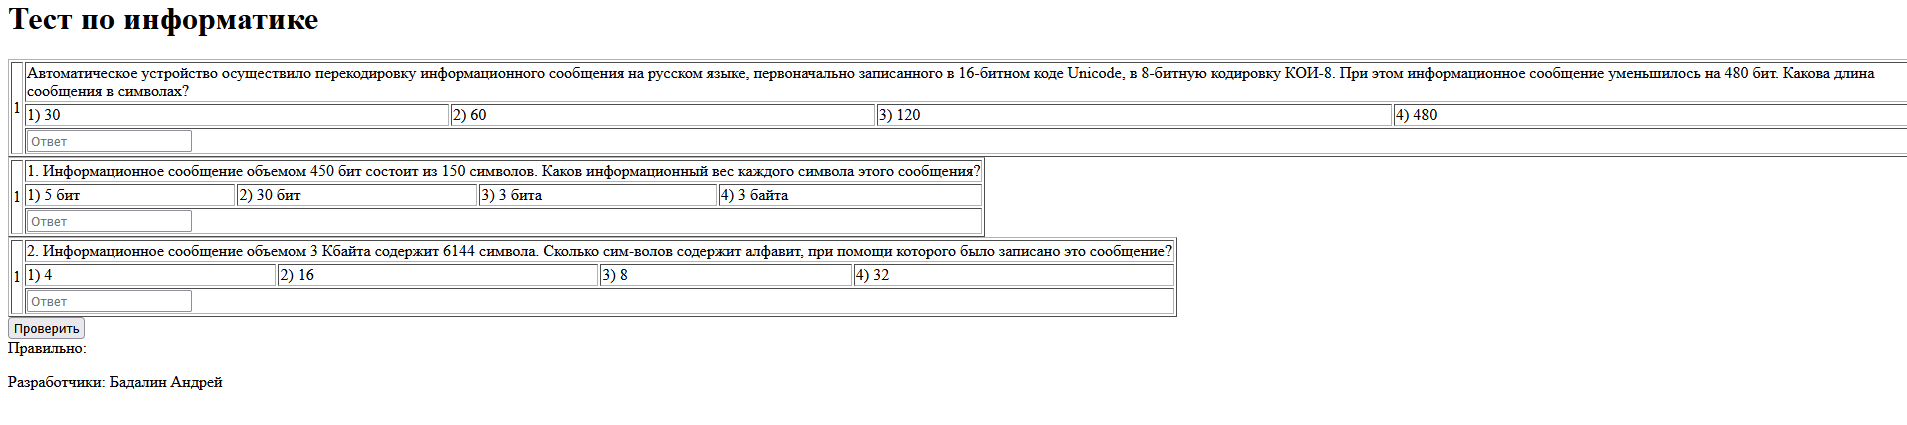 Тест по информатике
1
Автоматическое устройство осуществило перекодировку информационного сообщения на русском языке, первоначально записанного в 16-битном коде Unicode, в 8-битную кодировку КОИ-8. При этом информационное сообщение уменьшилось на 480 бит. Какова длина
сообщения в символах?
1) 30 2) 60 3) 120 4) 480
Ответ
1
1. Информационное сообщение объемом 450 бит состоит из 150 символов. Каков информационный вес каждого символа этого сообщения?
1) 5 бит 2) 30 бит 3) 3 бита 4) 3 байта
Ответ
1
2. Информационное сообщение объемом 3 Кбайта содержит 6144 символа. Сколько сим-волов содержит алфавит, при помощи которого было записано это сообщение?
1) 4 2) 16 3) 8 4) 32
Ответ
Проверить
Правильно:
Разработчики: Бадалин Андрей